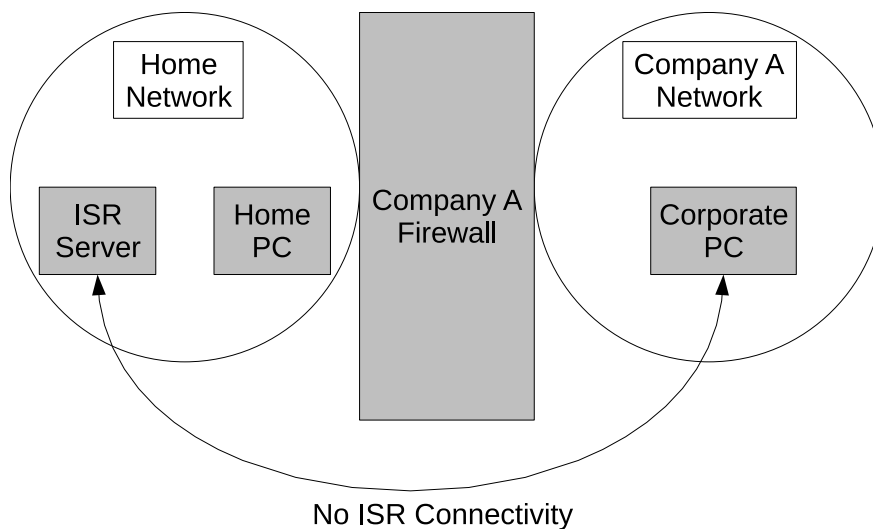 Home
Network
Company A
Network
ISR
Server
Home
PC
Company A
Firewall
Corporate
PC
No ISR Connectivity